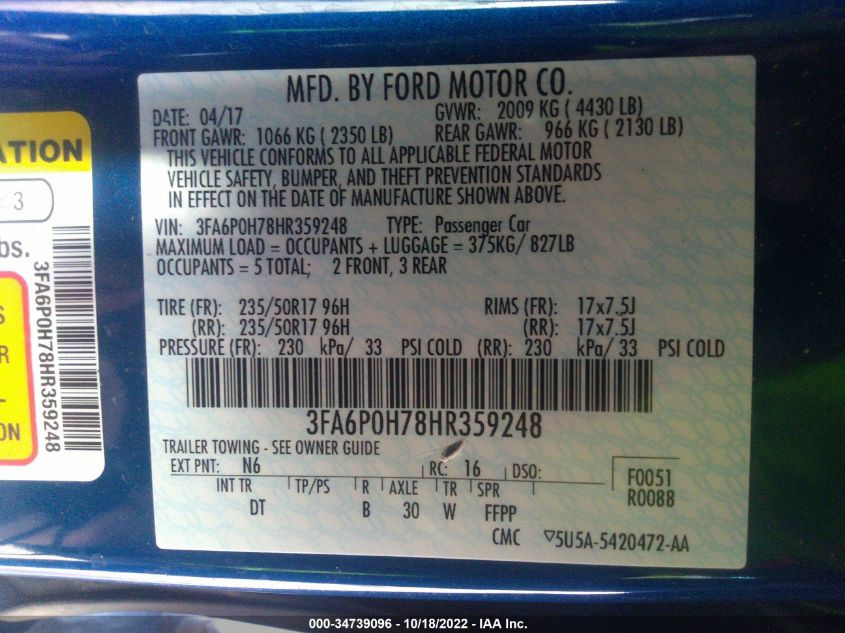 MFD. BY FORD MOTOR CO.
DATE: 04/17 GVWR: 2009 KG ( 4430 LB)
FRONT GAWR: 1066 KG ( 2350 LB) REAR GAWR: 966 KG ( 2130 LB)
THIS VEHICLE CONFORMS TO ALL APPLICABLE FEDERAL MOTOR
VEHICLE SAFETY, BUMPER, AND THEFT PREVENTION STANDARDS
IN EFFECT ON THE DATE OF MANUFACTURE SHOWN ABOVE.
VIN: 3FA6P0H78HR359248 TYPE: Passenger Car
MAXIMUM LOAD = OCCUPANTS + LUGGAGE = 375KG/ 827LB
OCCUPANTS = 5 TOTAL; 2 FRONT, 3 REAR
TIRE (FR): 235/50R17 96H RIMS (FR): 17x7.5J
(RR): 235/50R17 96H (RR): 17x7.5J
PRESSURE (FR): 230 kPa/ 33 PSI COLD (RR): 230 kPa/ 33 PSI COLD
3FA6P0H78HR359248
TRAILER TOWING - SEE OWNER GUIDE
EXT PNT: N6 RC: 16 DSO:
INT TR TP/PS R AXLE TR SPR
DT B 30 W FFPP
F0051
R0088
CMC ▽5U5A-5420472-AA
ATION
: 3
bs.
3FA6P0H78HR359248
S
R
L
ON
000-34739096 - 10/18/2022 - IAA Inc.